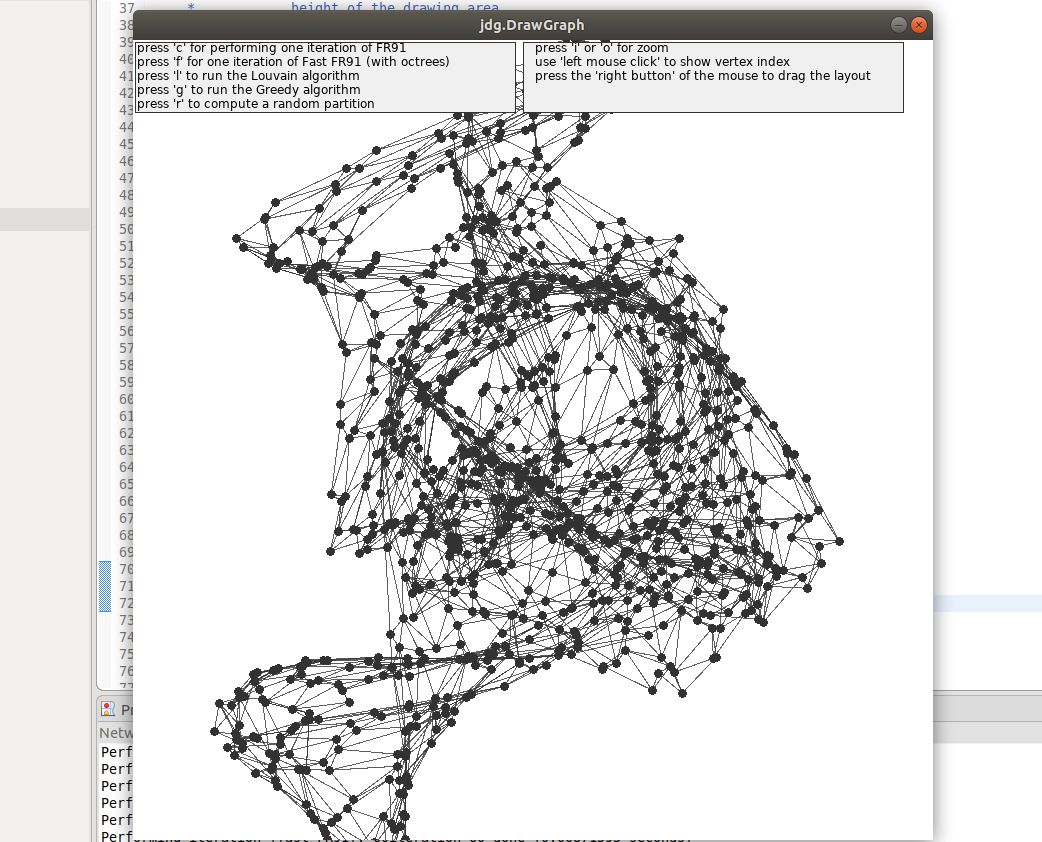 * height of the drawing area
jdg.DrawGraph
press 'c' for performing one iteration of FR91
press 'f' for one iteration of Fast FR91 (with octrees)
press 'l' to run the Louvain algorithm
press 'g' to run the Greedy algorithm
press 'r' to compute a random partition
press 'i' or 'o' for zoom
use 'left mouse click' to show vertex index
press the 'right button' of the mouse to drag the layout
37
38
39
40
41
42
43
44
45
46
47
48
49
50
51
52
53
54
55
56
57
58
59
60
61
62
63
64
65
66
67
68
69
70
71
72
73
74
75
76
77
Netw
Perf
Perf
Perf
Perf
Perf